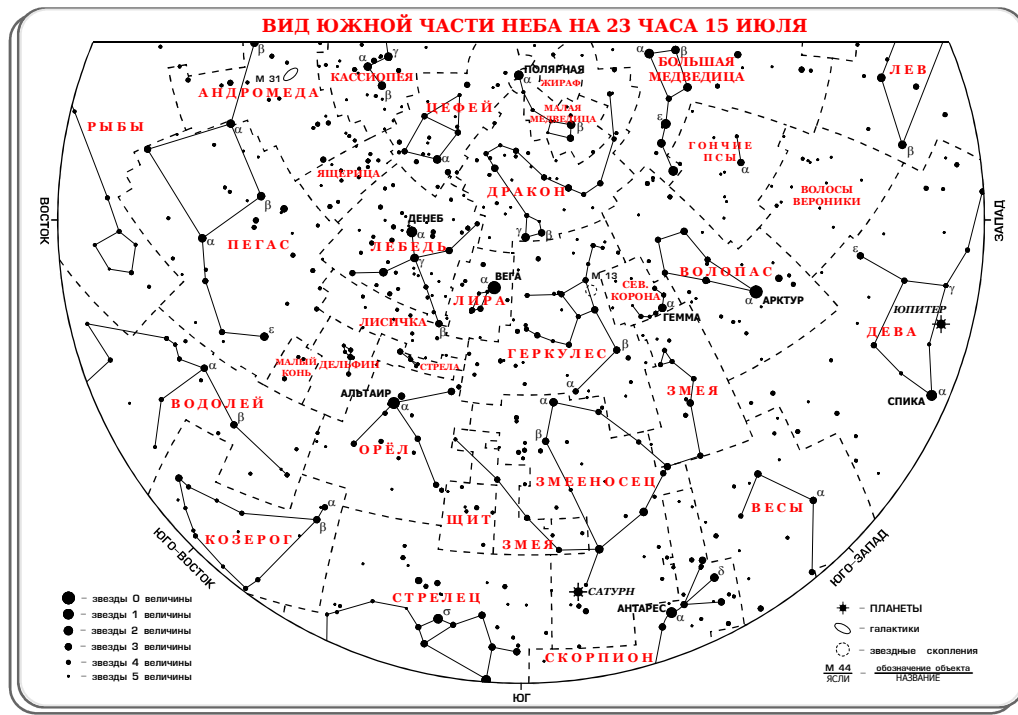 ВИД ЮЖНОЙ ЧАСТИ НЕБА НА 23 ЧАСА 15 ИЮЛЯ
β
M 31
АНДРОМЕДА
α
γ
КАССИОПЕЯ
β
ПОЛЯРНАЯ
α
ЖИРАФ
МАЛАЯ
МЕДВЕДИЦА
β
α
β
БОЛЬШАЯ
МЕДВЕДИЦА
ε
ЛЕВ
β
РЫБЫ
α
ЦЕФЕЙ
α
ЯЩЕРИЦА
ДРАКОН
γ
β
ГОНЧИЕ
ПСЫ
α
ВОЛОСЫ
ВЕРОНИКИ
ВОСТОК
ЗАПАД
β
α
ПЕГАС
ε
ДЕНЕБ
α
ЛЕБЕДЬ
γ
β
ВЕГА
α
ЛИРА
M 13
СЕВ.
КОРОНА
α
ГЕММА
ВОЛОПАС
α
АРКТУР
ε
γ
ЮПИТЕР
ДЕВА
СПИКА
α
ЛИСИЧКА
МАЛЫЙ
КОНЬ
ДЕЛЬФИН
СТРЕЛА
ГЕРКУЛЕС
β
α
ЗМЕЯ
α
ВОДОЛЕЙ
β
АЛЬТАИР
α
ОРЁЛ
α
β
ЗМЕЕНОСЕЦ
ВЕСЫ
α
α
β
КОЗЕРОГ
ЩИТ
ЗМЕЯ
ЮГО-ВОСТОК
ЮГО-ЗАПАД
СТРЕЛЕЦ
σ
САТУРН
АНТАРЕС
α
δ
СКОРПИОН
ЮГ
– звезды 0 величины
– звезды 1 величины
– звезды 2 величины
– звезды 3 величины
– звезды 4 величины
– звезды 5 величины
– ПЛАНЕТЫ
– галактики
– звездные скопления
M 44 – обозначение объекта
ЯСЛИ НАЗВАНИЕ